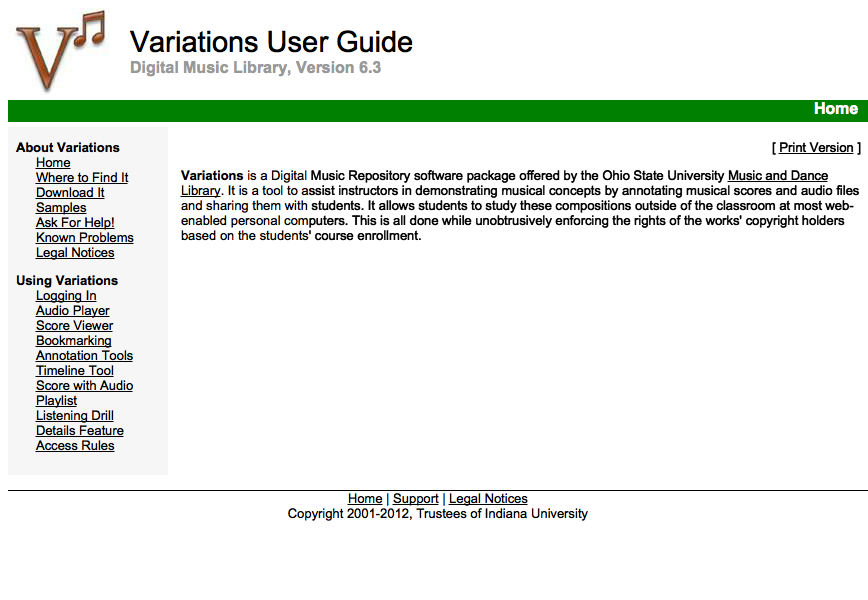 Variations User Guide
Digital Music Library, Version 6.3
Home
About Variations
Home
Where to Find It
Download It
Samples
Ask For Help!
Known Problems
Legal Notices
Using Variations
Logging In
Audio Player
Score Viewer
Bookmarking
Annotation Tools
Timeline Tool
Score with Audio
Playlist
Listening Drill
Details Feature
Access Rules
[ Print Version ]
Variations is a Digital Music Repository software package offered by the Ohio State University Music and Dance
Library. It is a tool to assist instructors in demonstrating musical concepts by annotating musical scores and audio files
and sharing them with students. It allows students to study these compositions outside of the classroom at most web-
enabled personal computers. This is all done while unobtrusively enforcing the rights of the works' copyright holders
based on the students' course enrollment.
Home | Support | Legal Notices
Copyright 2001-2012, Trustees of Indiana University